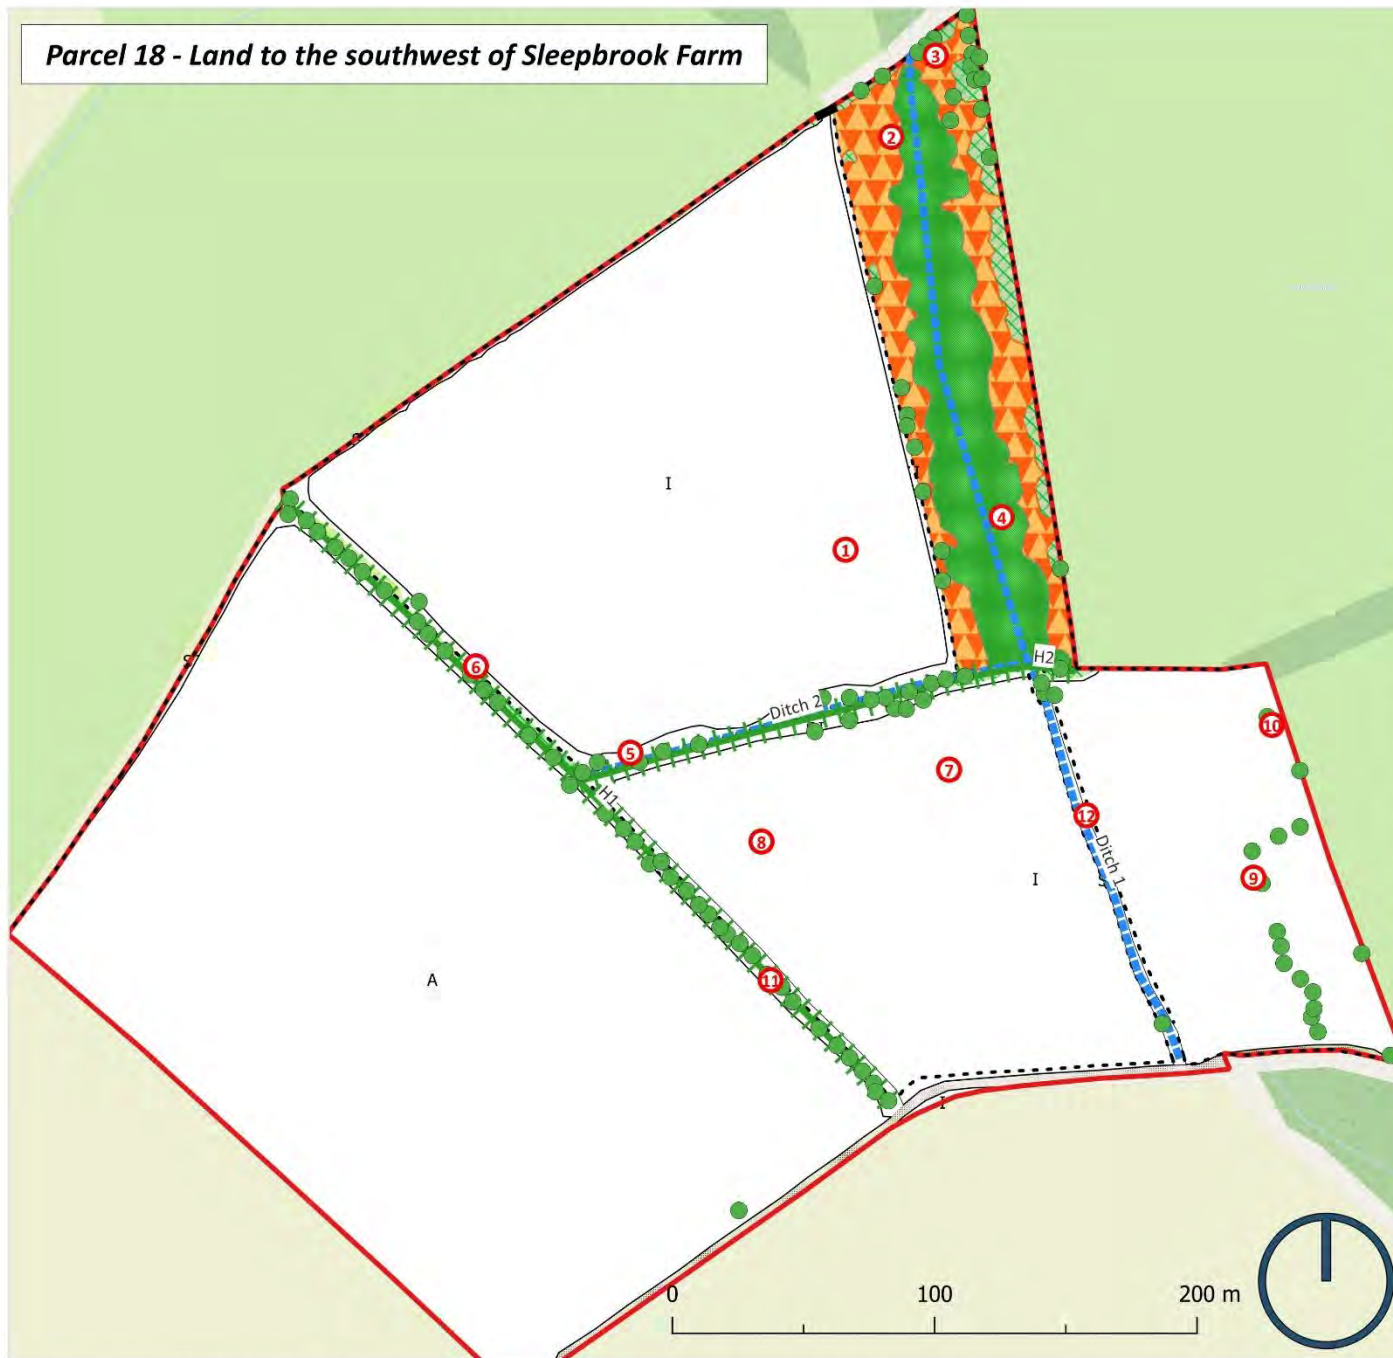 Parcel 18 - Land to the southwest of Sleepbrook Farm
3
2
S
I
I
1
4
6
S
H2
Ditch 2
I
5
10
7
H1
12
8
Ditch 1
I
S
9
A
11
I
0 100 200 m